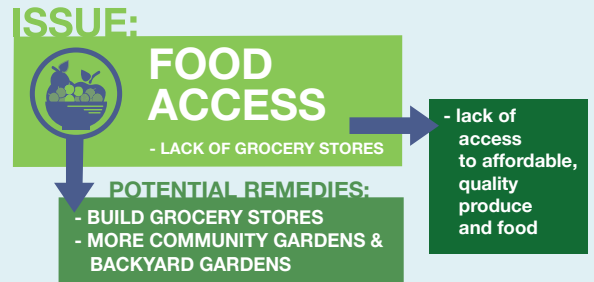 ISSUE:
FOOD
ACCESS
- LACK OF GROCERY STORES
- lack of
access
to affordable,
quality
produce
and food
POTENTIAL REMEDIES:
- BUILD GROCERY STORES
- MORE COMMUNITY GARDENS &
BACKYARD GARDENS